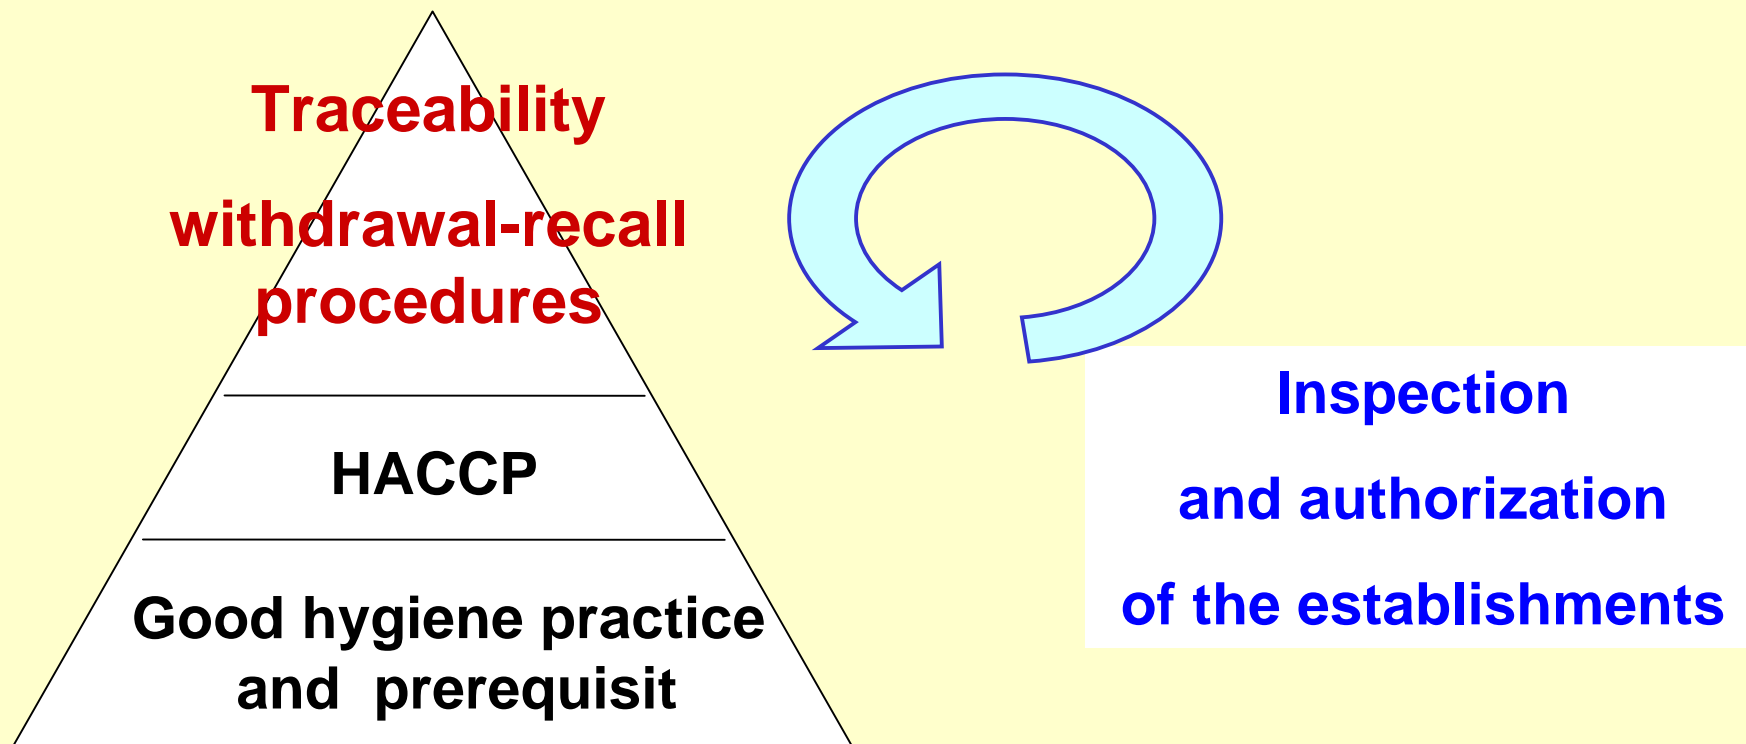 Traceability
withdrawal-recall
procedures
HACCP
Good hygiene practice
and prerequisit
Inspection
and authorization
of the establishments